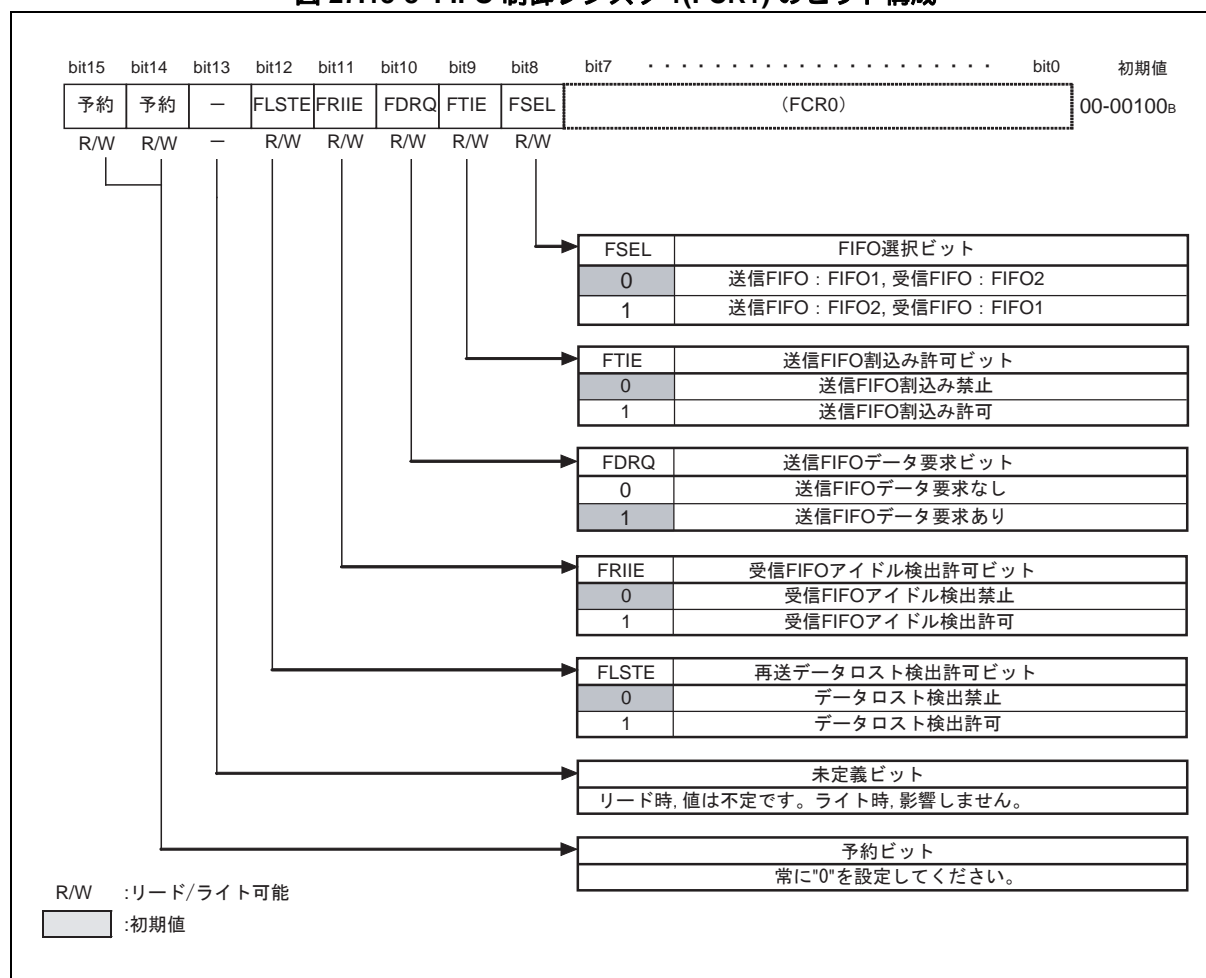 bit15 bit14 bit13 bit12 bit11 bit10 bit9 bit8 bit7 ・・・・・・・・・・・・・・・・・・・・・ bit0 初期値
予約 予約 － FLSTE FRIIE FDRQ FTIE FSEL (FCR0) 00-00100B
R/W R/W － R/W R/W R/W R/W R/W
FSEL FIFO選択ビット
0 送信FIFO：FIFO1, 受信FIFO：FIFO2
1 送信FIFO：FIFO2, 受信FIFO：FIFO1
FTIE 送信FIFO割込み許可ビット
0 送信FIFO割込み禁止
1 送信FIFO割込み許可
FDRQ 送信FIFOデータ要求ビット
0 送信FIFOデータ要求なし
1 送信FIFOデータ要求あり
FRIIE 受信FIFOアイドル検出許可ビット
0 受信FIFOアイドル検出禁止
1 受信FIFOアイドル検出許可
FLSTE 再送データロスト検出許可ビット
0 データロスト検出禁止
1 データロスト検出許可
未定義ビット
リード時, 値は不定です。ライト時, 影響しません。
予約ビット
常に"0"を設定してください。
R/W :リード/ライト可能
:初期値